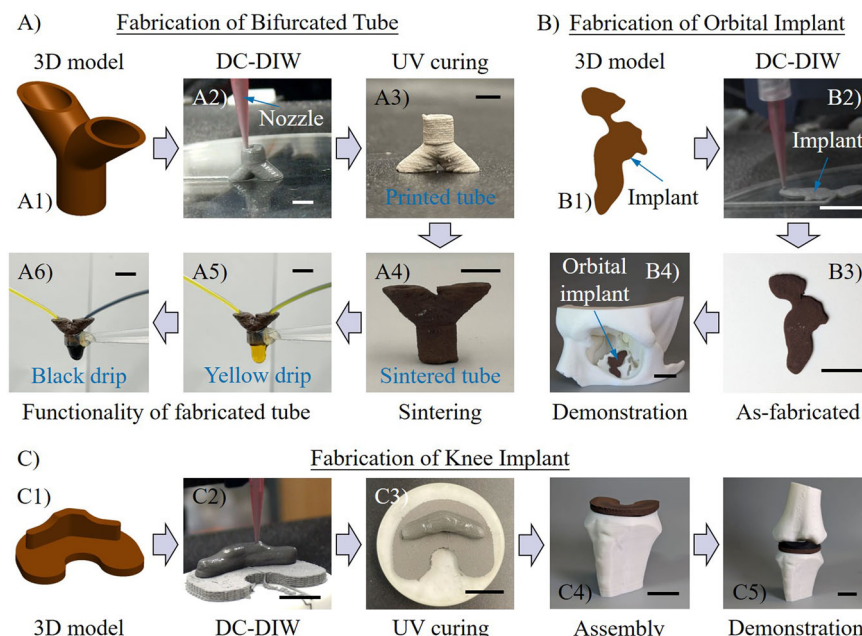 A) Fabrication of Bifurcated Tube
3D model DC-DIW UV curing
A1)
A2) Nozzle
A3) Printed tube
A6) Black drip
A5) Yellow drip
A4) Sintered tube
Functionality of fabricated tube Sintering
B) Fabrication of Orbital Implant
3D model DC-DIW
B1) Implant
B2) Implant
B4) Orbital implant
B3)
Demonstration As-fabricated
C) Fabrication of Knee Implant
C1)
C2)
C3)
C4)
C5)
3D model DC-DIW UV curing Assembly Demonstration